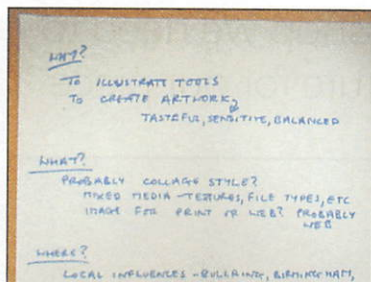 WHY?
TO ILLUSTRATE TOOLS
TO CREATE ARTWORK
TASTEFUL, SENSITIVE, BALANCED
WHAT?
PROBABLY COLLAGE STYLE?
MIXED MEDIA - TEXTURES, FILE TYPES, ETC
IMAGE FOR PRINT OR WEB? PROBABLY
WEB
WHERE?
LOCAL INFLUENCES - BULLRING, BIRMINGHAM,